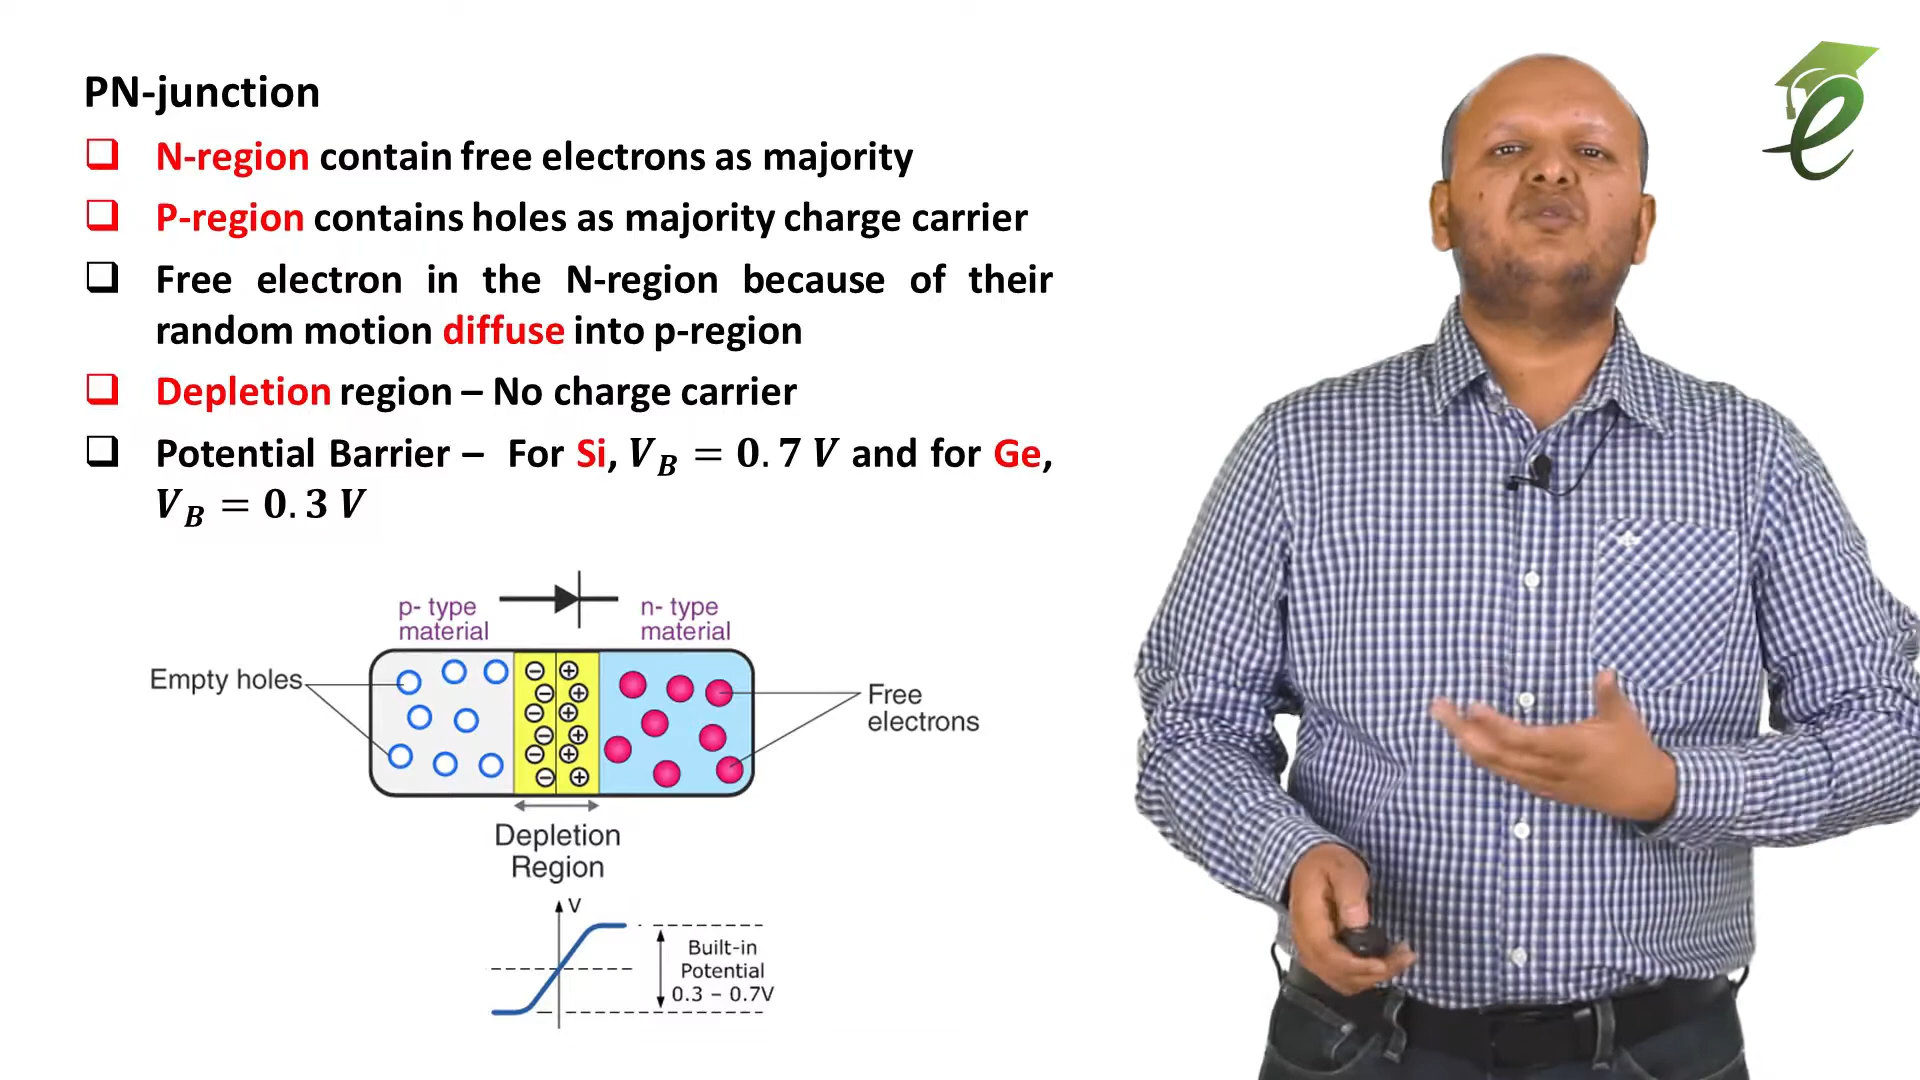 PN-junction
❑ N-region contain free electrons as majority
❑ P-region contains holes as majority charge carrier
❑ Free electron in the N-region because of their
random motion diffuse into p-region
❑ Depletion region – No charge carrier
❑ Potential Barrier – For Si, V_B = 0.7 V and for Ge,
V_B = 0.3 V
p- type
material
n- type
material
Empty holes
Free
electrons
Depletion
Region
V
Built-in
Potential
0.3 – 0.7V
e